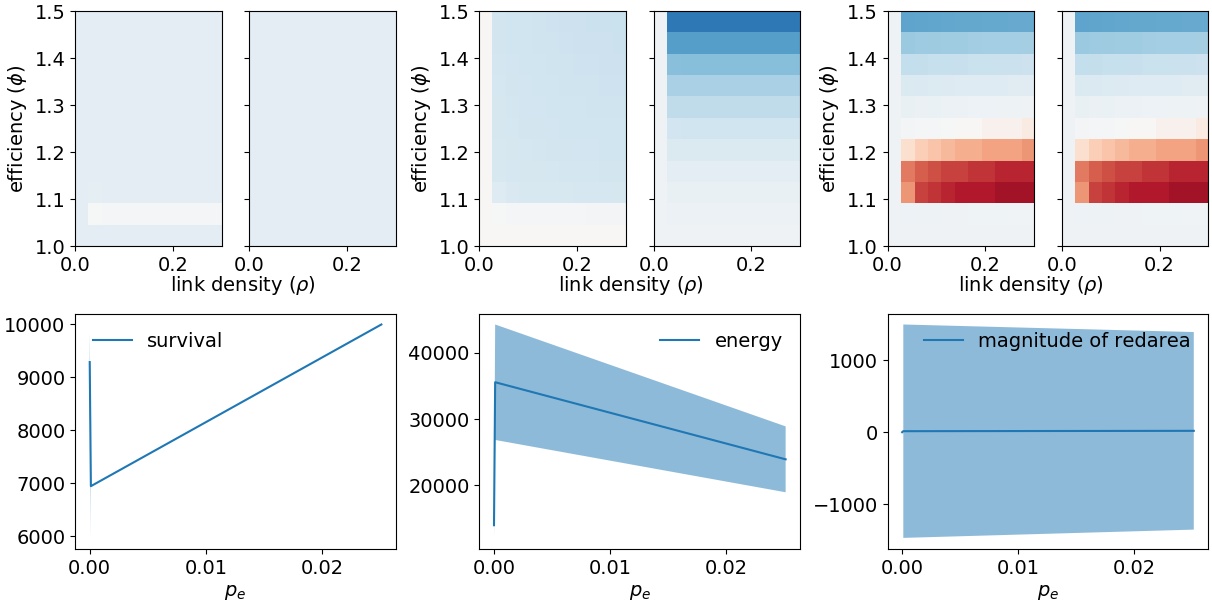 1.5 1.5 1.5
1.4 1.4 1.4
1.3 1.3 1.3
1.2 1.2 1.2
1.1 1.1 1.1
1.0 1.0 1.0
efficiency (ϕ) efficiency (ϕ) efficiency (ϕ)
0.0 0.2 0.0 0.2 0.0 0.2 0.0 0.2 0.0 0.2 0.0 0.2
link density (ρ) link density (ρ) link density (ρ)
10000
9000
8000
7000
6000
survival
0.00 0.01 0.02
pₑ
40000
30000
20000
energy
0.00 0.01 0.02
pₑ
1000
0
−1000
magnitude of redarea
0.00 0.01 0.02
pₑ